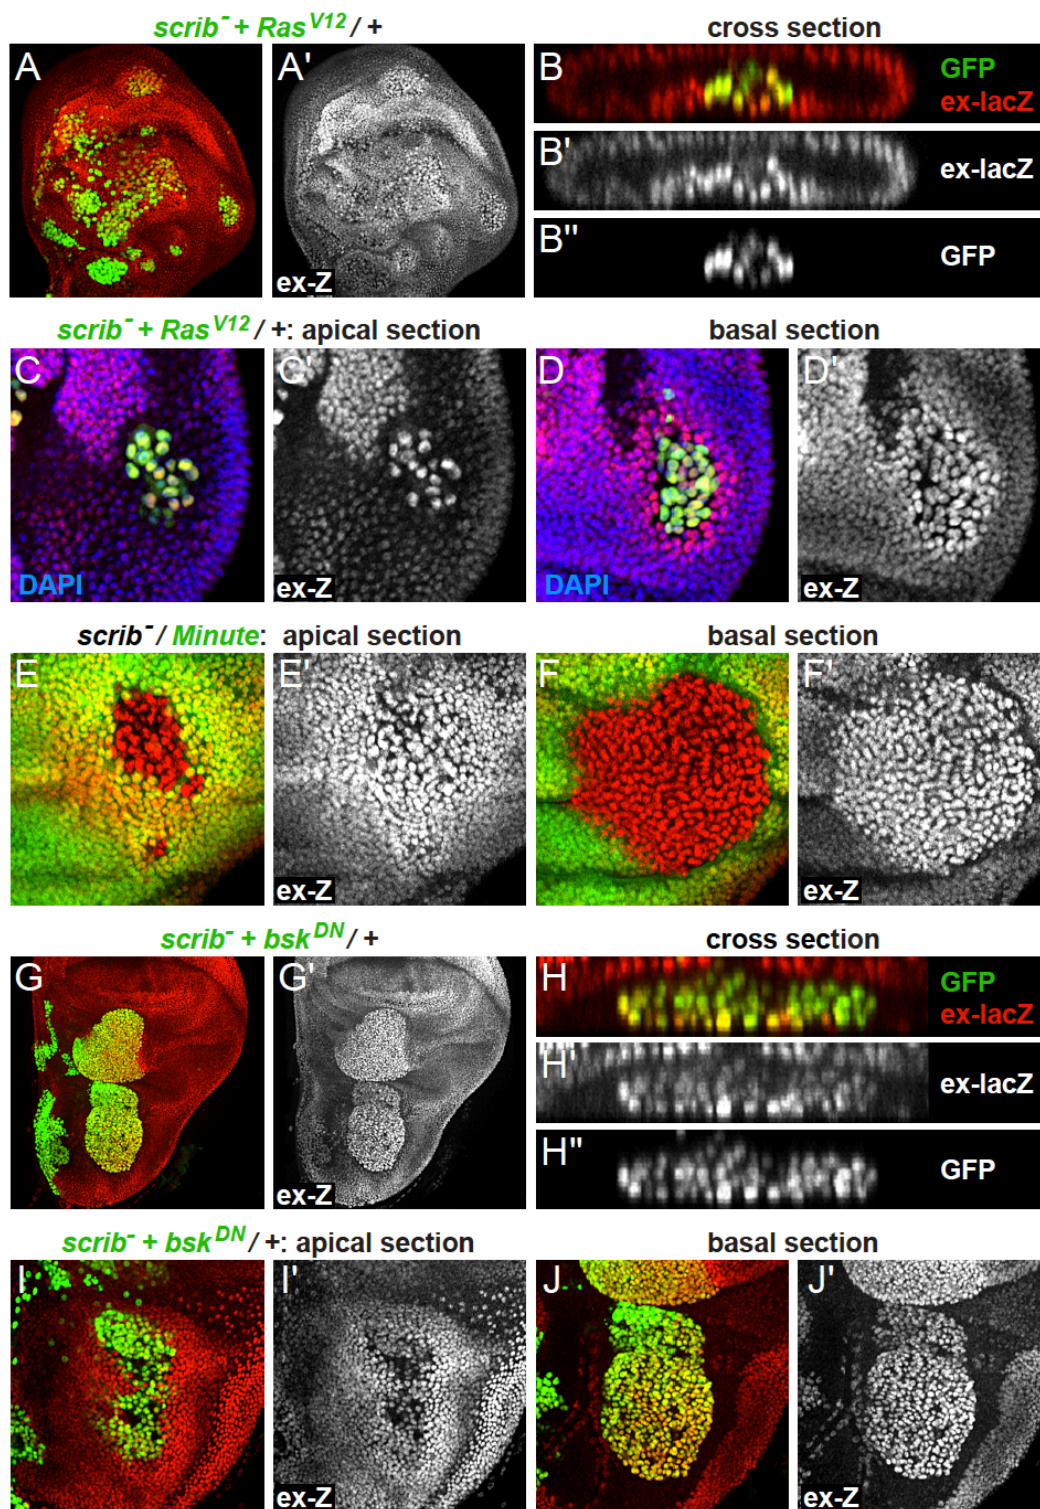 scrib⁻ + Ras^V12 / + cross section
A A' ex-Z B GFP ex-lacZ
B' ex-lacZ
B" GFP
scrib⁻ + Ras^V12 / +: apical section basal section
C DAPI C' ex-Z D DAPI D' ex-Z
scrib⁻ / Minute: apical section basal section
E E' ex-Z F F' ex-Z
scrib⁻ + bsk^DN / + cross section
G G' ex-Z H GFP ex-lacZ
H' ex-lacZ
H" GFP
scrib⁻ + bsk^DN / +: apical section basal section
I I' ex-Z J J' ex-Z